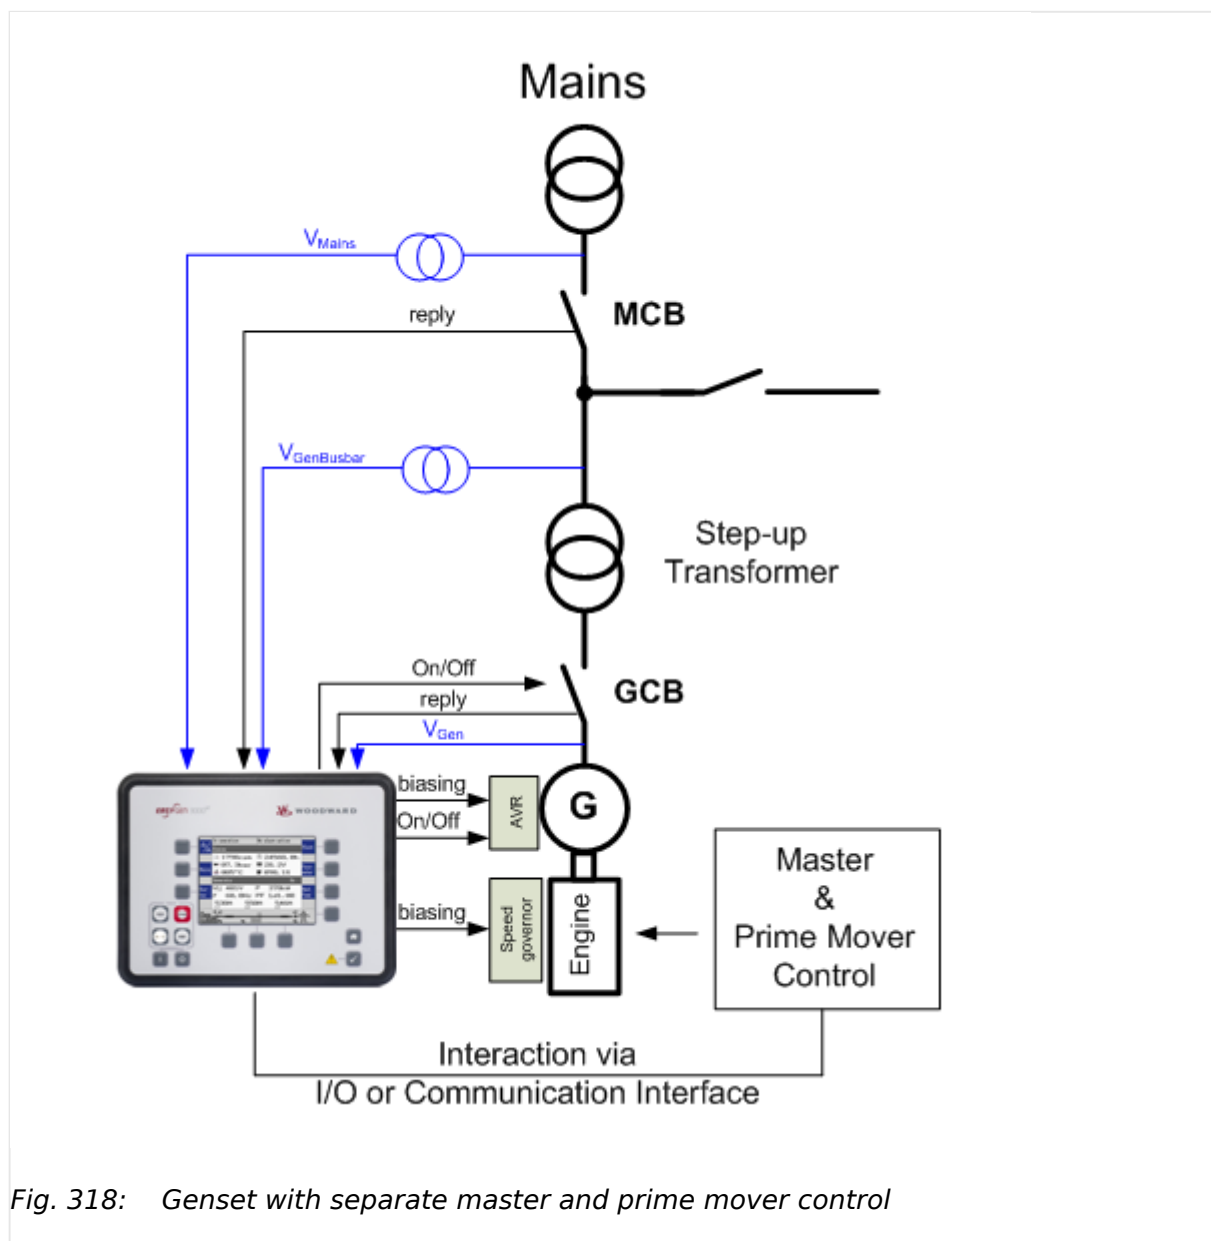 Mains
VMains
reply
MCB
VGenBusbar
Step-up
Transformer
On/Off
reply
GCB
VGen
biasing
On/Off
AVR
G
WOODWARD
biasing
Speed
governor
Engine
Master
&
Prime Mover
Control
Interaction via
I/O or Communication Interface
Fig. 318: Genset with separate master and prime mover control